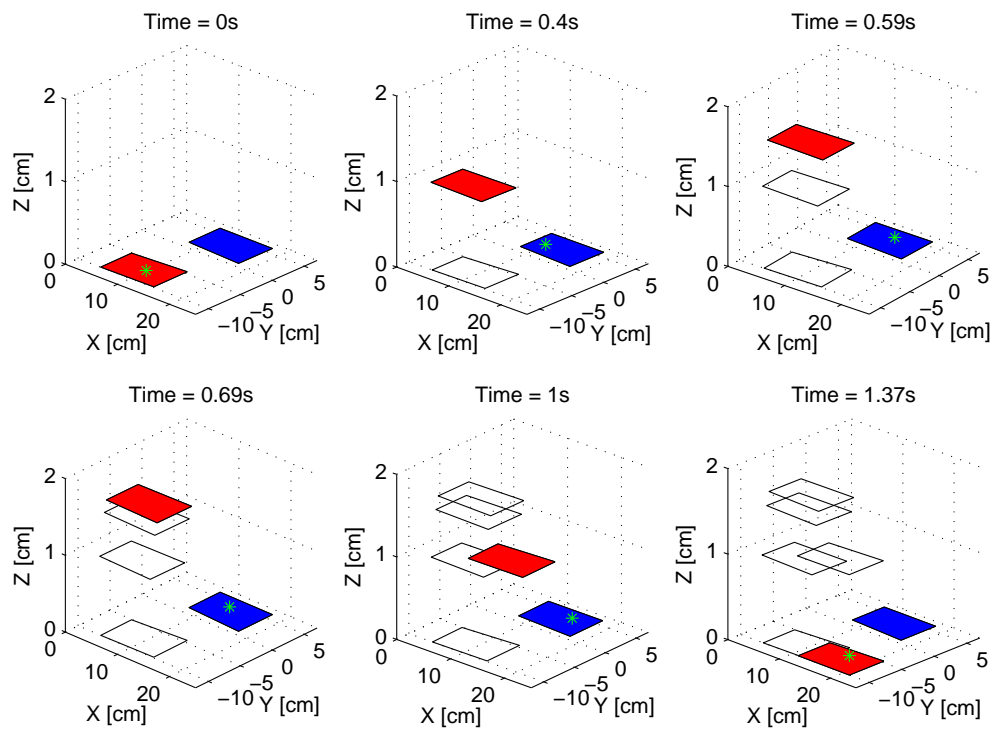 Time = 0s
Z [cm]
2
1
0
0
10
20
X [cm]
−10
−5
0
5
Y [cm]
Time = 0.4s
Z [cm]
2
1
0
0
10
20
X [cm]
−10
−5
0
5
Y [cm]
Time = 0.59s
Z [cm]
2
1
0
0
10
20
X [cm]
−10
−5
0
5
Y [cm]
Time = 0.69s
Z [cm]
2
1
0
0
10
20
X [cm]
−10
−5
0
5
Y [cm]
Time = 1s
Z [cm]
2
1
0
0
10
20
X [cm]
−10
−5
0
5
Y [cm]
Time = 1.37s
Z [cm]
2
1
0
0
10
20
X [cm]
−10
−5
0
5
Y [cm]